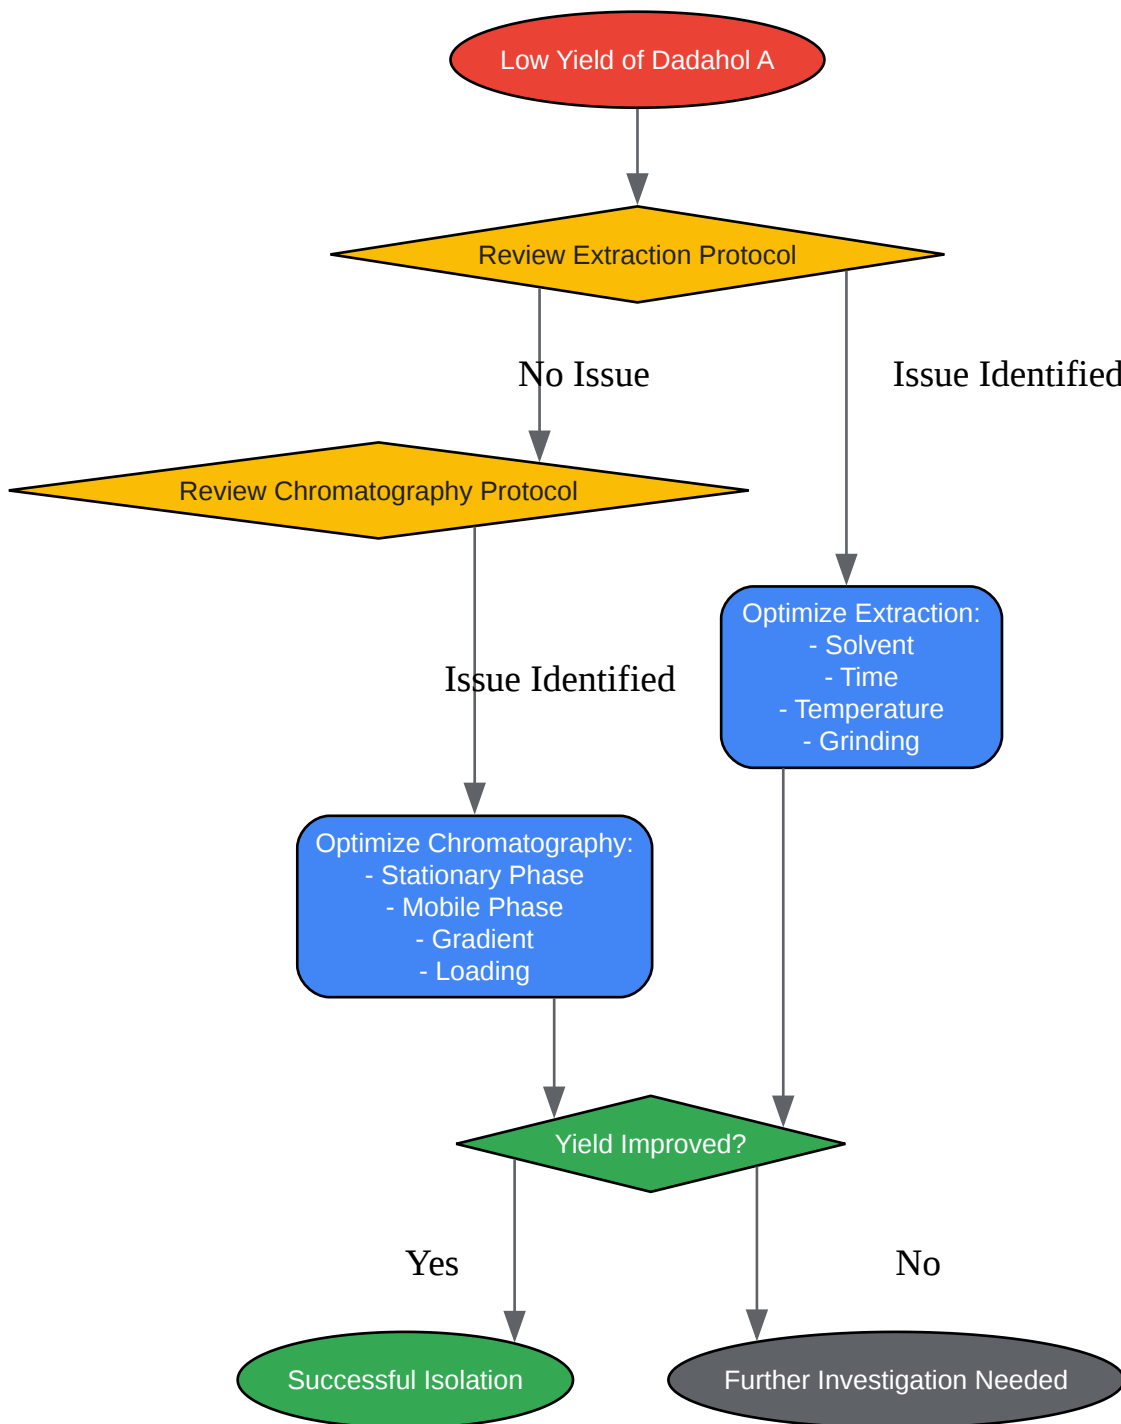 Low Yield of Dadahol A
Review Extraction Protocol
No Issue
Issue Identified
Review Chromatography Protocol
Optimize Extraction:
- Solvent
- Time
- Temperature
- Grinding
Issue Identified
Optimize Chromatography:
- Stationary Phase
- Mobile Phase
- Gradient
- Loading
Yield Improved?
Yes
No
Successful Isolation
Further Investigation Needed